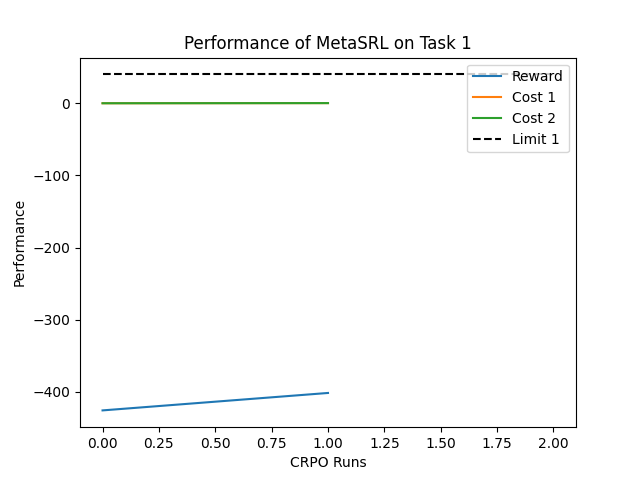 Performance of MetaSRL on Task 1
Reward
Cost 1
Cost 2
Limit 1
0
−100
−200
−300
−400
Performance
0.00 0.25 0.50 0.75 1.00 1.25 1.50 1.75 2.00
CRPO Runs